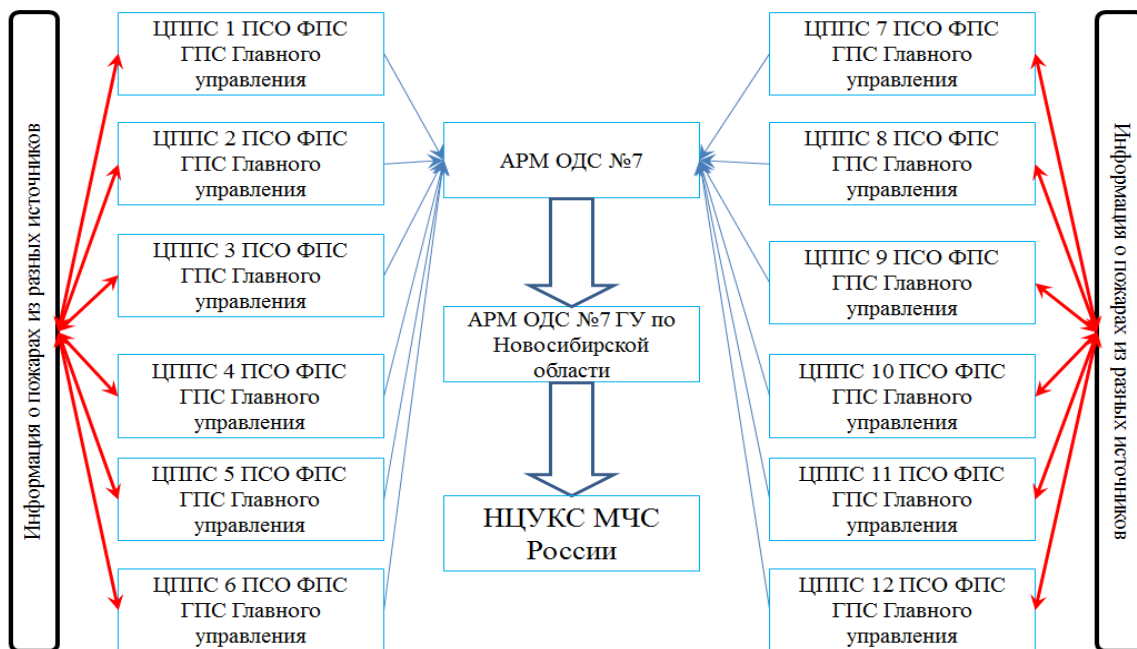 Информация о пожарах из разных источников
ЦППС 1 ПСО ФПС
ГПС Главного
управления
ЦППС 2 ПСО ФПС
ГПС Главного
управления
ЦППС 3 ПСО ФПС
ГПС Главного
управления
ЦППС 4 ПСО ФПС
ГПС Главного
управления
ЦППС 5 ПСО ФПС
ГПС Главного
управления
ЦППС 6 ПСО ФПС
ГПС Главного
управления
АРМ ОДС №7
АРМ ОДС №7 ГУ по
Новосибирской
области
НЦУКС МЧС
России
ЦППС 7 ПСО ФПС
ГПС Главного
управления
ЦППС 8 ПСО ФПС
ГПС Главного
управления
ЦППС 9 ПСО ФПС
ГПС Главного
управления
ЦППС 10 ПСО ФПС
ГПС Главного
управления
ЦППС 11 ПСО ФПС
ГПС Главного
управления
ЦППС 12 ПСО ФПС
ГПС Главного
управления
Информация о пожарах из разных источников